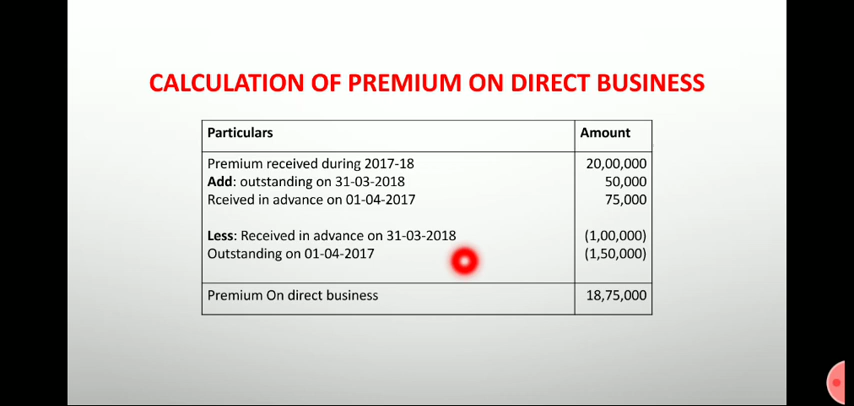 CALCULATION OF PREMIUM ON DIRECT BUSINESS
Particulars Amount
Premium received during 2017-18 20,00,000
Add: outstanding on 31-03-2018 50,000
Rceived in advance on 01-04-2017 75,000
Less: Received in advance on 31-03-2018 (1,00,000)
Outstanding on 01-04-2017 (1,50,000)
Premium On direct business 18,75,000